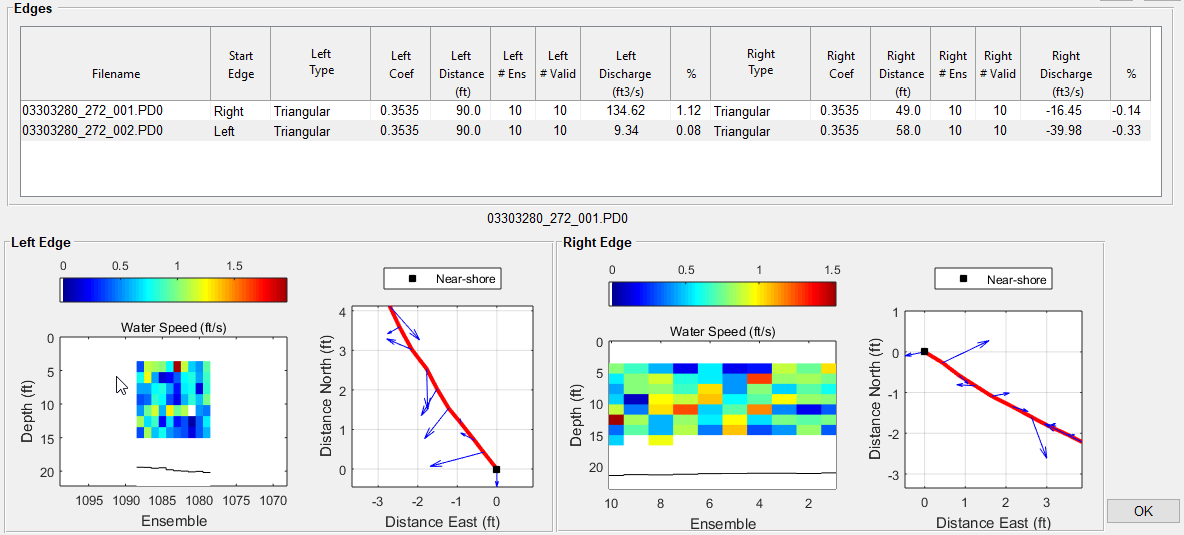 Edges
Filename Start Edge Left Type Left Coef Left Distance (ft) Left # Ens Left # Valid Left Discharge (ft3/s) % Right Type Right Coef Right Distance (ft) Right # Ens Right # Valid Right Discharge (ft3/s) %
03303280_272_001.PD0 Right Triangular 0.3535 90.0 10 10 134.62 1.12 Triangular 0.3535 49.0 10 10 -16.45 -0.14
03303280_272_002.PD0 Left Triangular 0.3535 90.0 10 10 9.34 0.08 Triangular 0.3535 58.0 10 10 -39.98 -0.33
03303280_272_001.PD0
Left Edge
0 0.5 1 1.5
Water Speed (ft/s)
0
5
10
15
20
Depth (ft)
1095 1090 1085 1080 1075 1070
Ensemble
Near-shore
4
3
2
1
0
Distance North (ft)
-3 -2 -1 0
Distance East (ft)
Right Edge
0 0.5 1 1.5
Water Speed (ft/s)
0
5
10
15
20
Depth (ft)
10 8 6 4 2
Ensemble
Near-shore
1
0
-1
-2
-3
Distance North (ft)
0 1 2 3
Distance East (ft)
OK